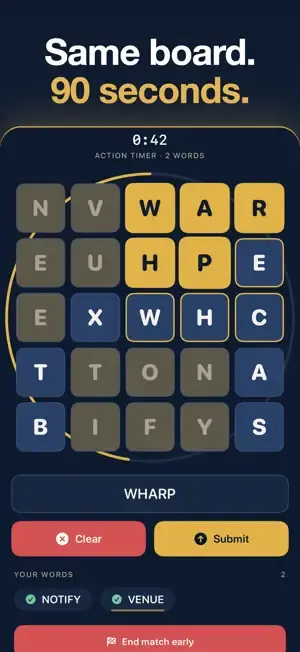 Same board.
90 seconds.
0:42
ACTION TIMER · 2 WORDS
N V W A R
E U H P E
E X W H C
T T O N A
B I F Y S
WHARP
Clear Submit
YOUR WORDS 2
NOTIFY VENUE
End match early